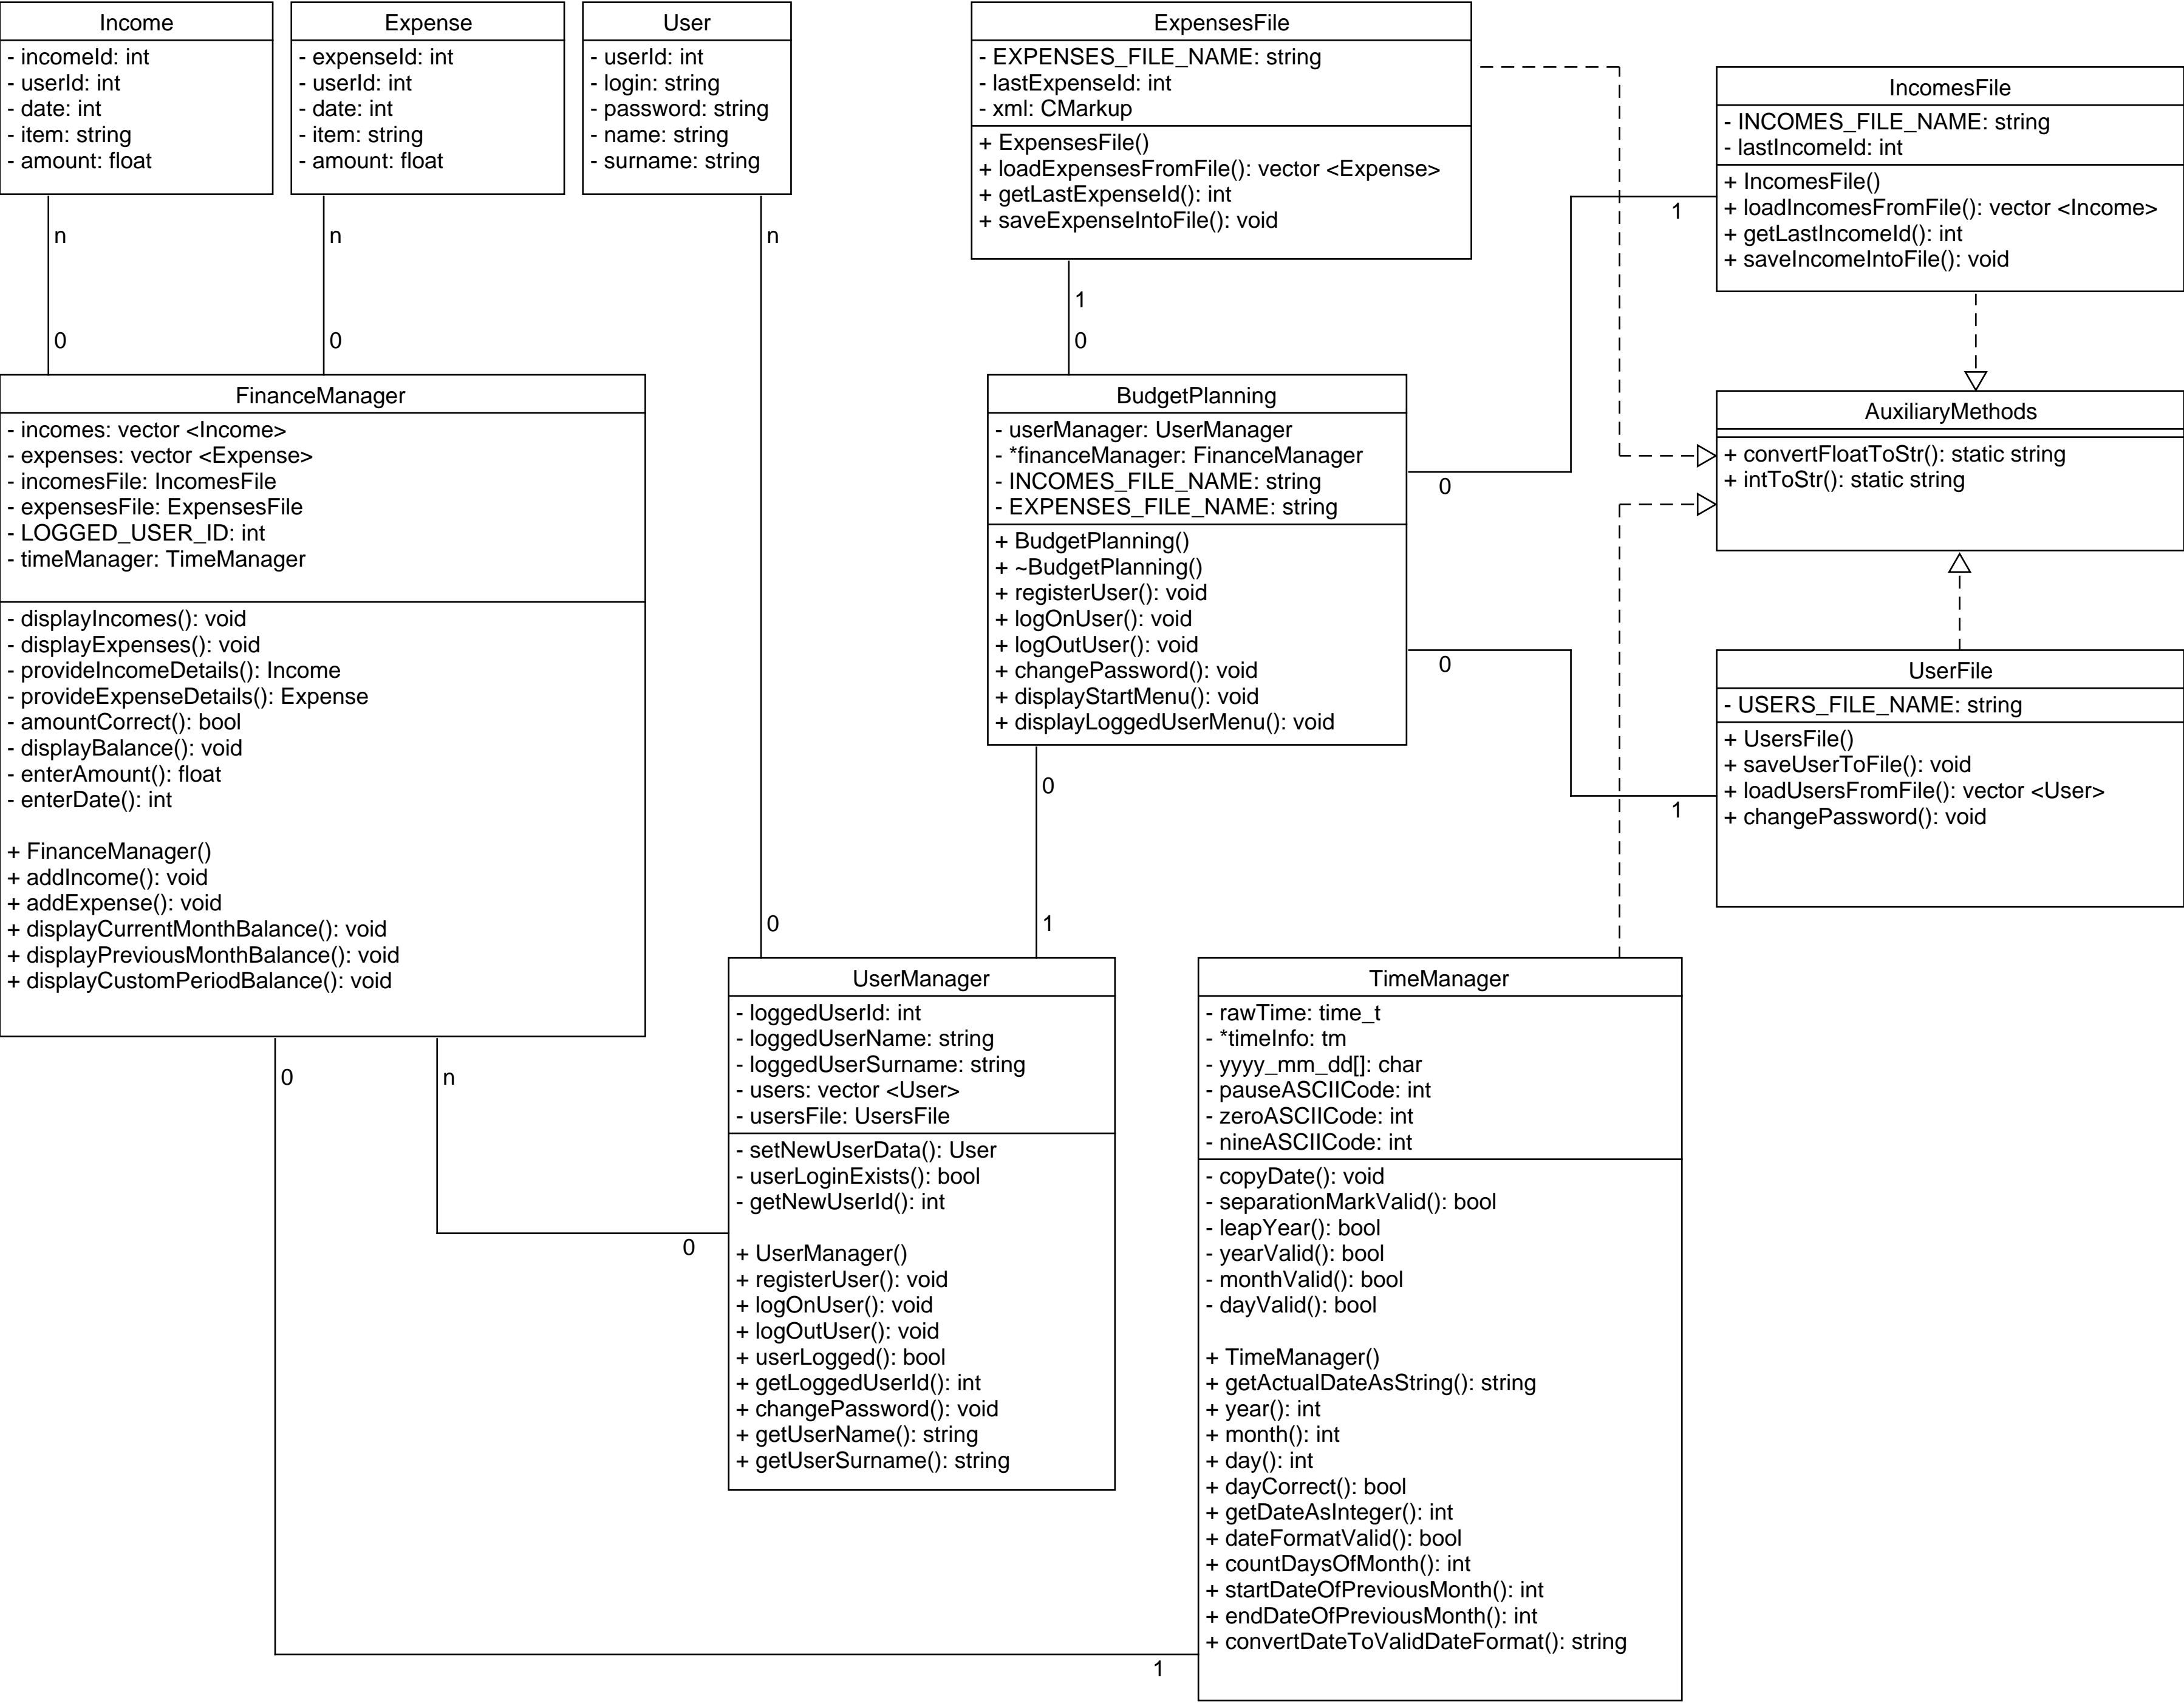 Income
- incomeId: int
- userId: int
- date: int
- item: string
- amount: float
Expense
- expenseId: int
- userId: int
- date: int
- item: string
- amount: float
User
- userId: int
- login: string
- password: string
- name: string
- surname: string
ExpensesFile
- EXPENSES_FILE_NAME: string
- lastExpenseId: int
- xml: CMarkup
+ ExpensesFile()
+ loadExpensesFromFile(): vector <Expense>
+ getLastExpenseId(): int
+ saveExpenseIntoFile(): void
IncomesFile
- INCOMES_FILE_NAME: string
- lastIncomeId: int
+ IncomesFile()
+ loadIncomesFromFile(): vector <Income>
+ getLastIncomeId(): int
+ saveIncomeIntoFile(): void
n
n
n
1
1
0
0
0
FinanceManager
- incomes: vector <Income>
- expenses: vector <Expense>
- incomesFile: IncomesFile
- expensesFile: ExpensesFile
- LOGGED_USER_ID: int
- timeManager: TimeManager
- displayIncomes(): void
- displayExpenses(): void
- provideIncomeDetails(): Income
- provideExpenseDetails(): Expense
- amountCorrect(): bool
- displayBalance(): void
- enterAmount(): float
- enterDate(): int
+ FinanceManager()
+ addIncome(): void
+ addExpense(): void
+ displayCurrentMonthBalance(): void
+ displayPreviousMonthBalance(): void
+ displayCustomPeriodBalance(): void
BudgetPlanning
- userManager: UserManager
- *financeManager: FinanceManager
- INCOMES_FILE_NAME: string
- EXPENSES_FILE_NAME: string
+ BudgetPlanning()
+ ~BudgetPlanning()
+ registerUser(): void
+ logOnUser(): void
+ logOutUser(): void
+ changePassword(): void
+ displayStartMenu(): void
+ displayLoggedUserMenu(): void
0
0
AuxiliaryMethods
+ convertFloatToStr(): static string
+ intToStr(): static string
UserFile
- USERS_FILE_NAME: string
+ UsersFile()
+ saveUserToFile(): void
+ loadUsersFromFile(): vector <User>
+ changePassword(): void
0
1
0
1
0
n
0
1
UserManager
- loggedUserId: int
- loggedUserName: string
- loggedUserSurname: string
- users: vector <User>
- usersFile: UsersFile
- setNewUserData(): User
- userLoginExists(): bool
- getNewUserId(): int
+ UserManager()
+ registerUser(): void
+ logOnUser(): void
+ logOutUser(): void
+ userLogged(): bool
+ getLoggedUserId(): int
+ changePassword(): void
+ getUserName(): string
+ getUserSurname(): string
TimeManager
- rawTime: time_t
- *timeInfo: tm
- yyyy_mm_dd[]: char
- pauseASCIICode: int
- zeroASCIICode: int
- nineASCIICode: int
- copyDate(): void
- separationMarkValid(): bool
- leapYear(): bool
- yearValid(): bool
- monthValid(): bool
- dayValid(): bool
+ TimeManager()
+ getActualDateAsString(): string
+ year(): int
+ month(): int
+ day(): int
+ dayCorrect(): bool
+ getDateAsInteger(): int
+ dateFormatValid(): bool
+ countDaysOfMonth(): int
+ startDateOfPreviousMonth(): int
+ endDateOfPreviousMonth(): int
+ convertDateToValidDateFormat(): string